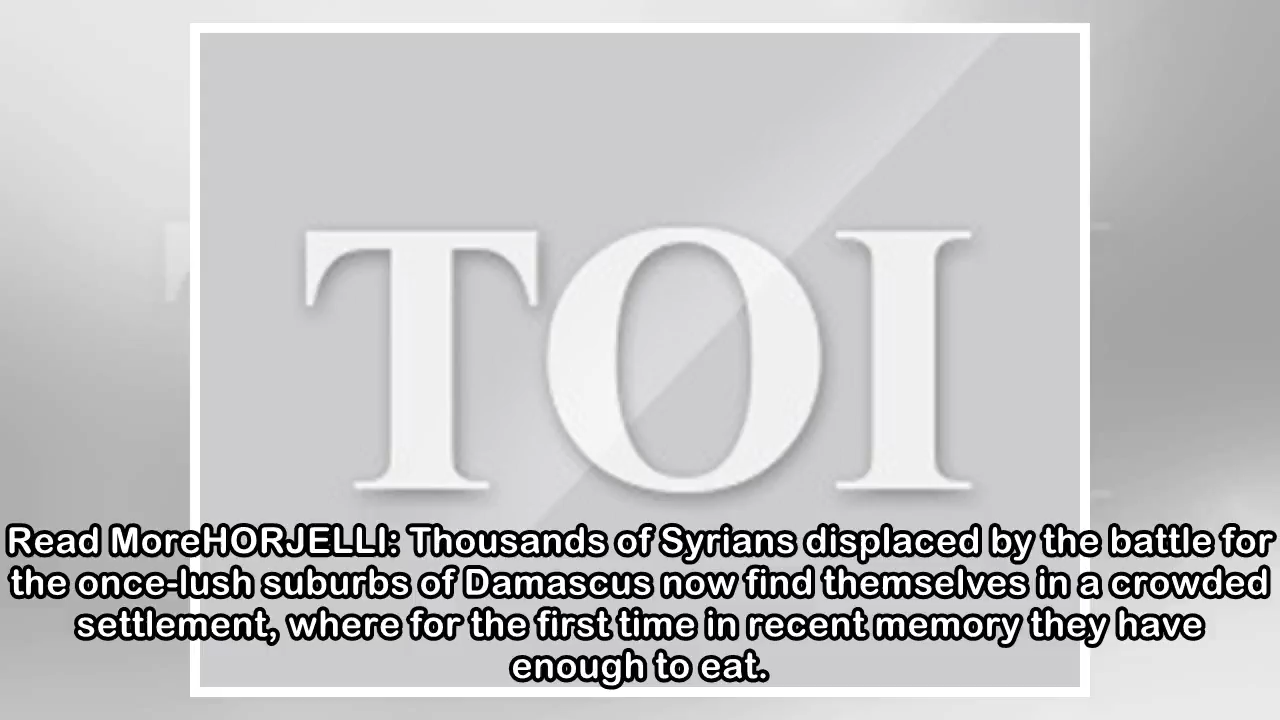 TOI
Read MoreHORJELLI: Thousands of Syrians displaced by the battle for
the once-lush suburbs of Damascus now find themselves in a crowded
settlement, where for the first time in recent memory they have
enough to eat.